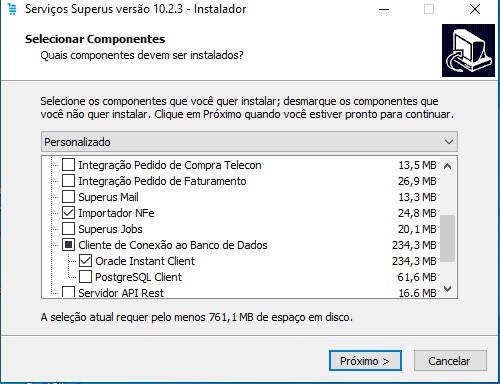 Serviços Superus versão 10.2.3 - Instalador
Selecionar Componentes
Quais componentes devem ser instalados?
Selecione os componentes que você quer instalar; desmarque os componentes que
você não quer instalar. Clique em Próximo quando você estiver pronto para continuar.
Personalizado
Integração Pedido de Compra Telecon 13,5 MB
Integração Pedido de Faturamento 26,9 MB
Superus Mail 13,3 MB
Importador NFe 24,8 MB
Superus Jobs 20,1 MB
Cliente de Conexão ao Banco de Dados 234,3 MB
Oracle Instant Client 234,3 MB
PostgreSQL Client 61,6 MB
Servidor API Rest 16,6 MB
A seleção atual requer pelo menos 761,1 MB de espaço em disco.
Próximo > Cancelar